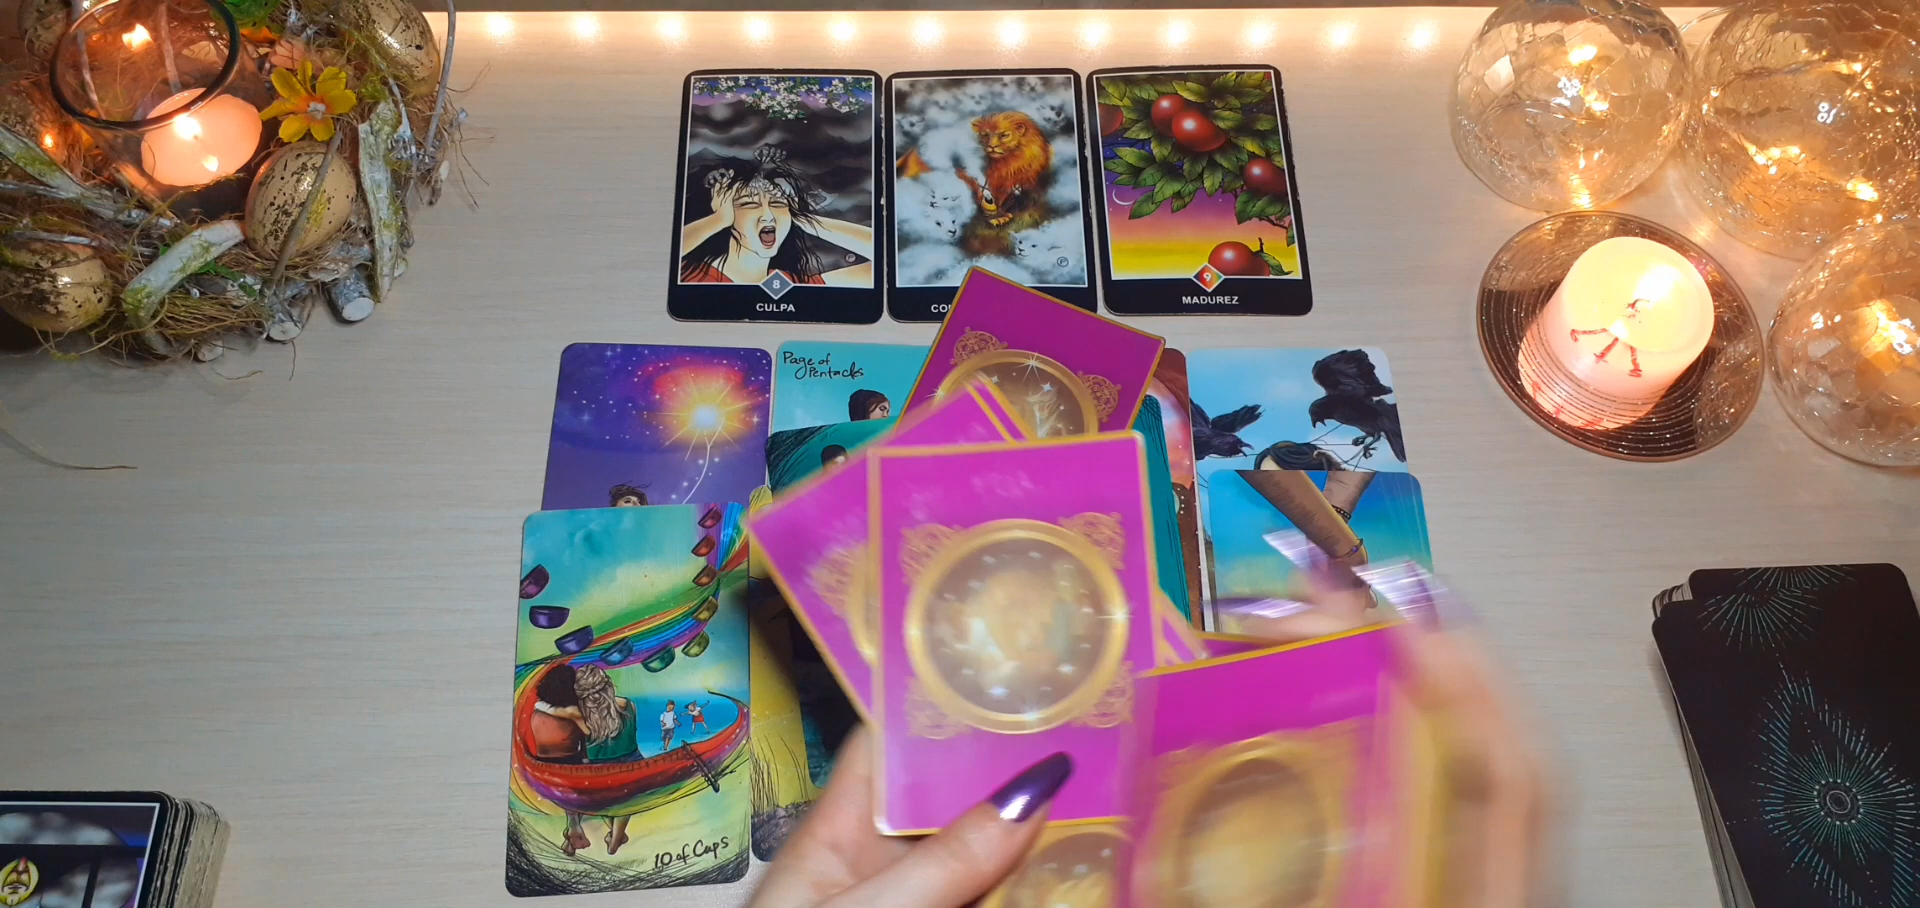 8
CULPA
9
MADUREZ
Page of
Pentacles
10 of Cups